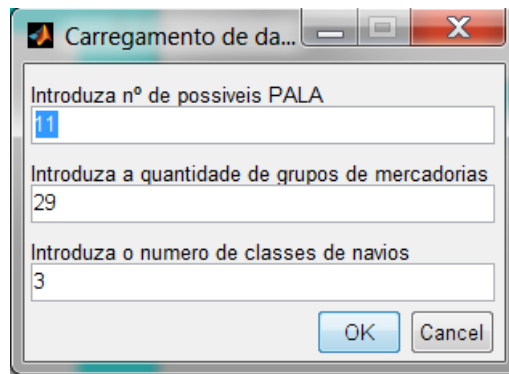 Carregamento de da...
Introduza nº de possiveis PALA
11
Introduza a quantidade de grupos de mercadorias
29
Introduza o numero de classes de navios
3
OK Cancel